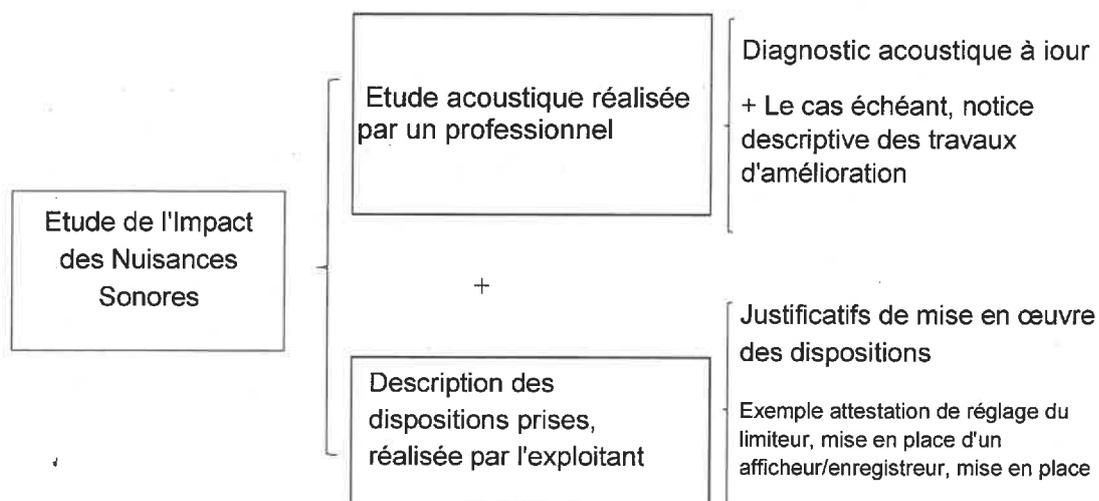 Etude de l'Impact
des Nuisances
Sonores
Etude acoustique réalisée
par un professionnel
Diagnostic acoustique à iour
+ Le cas échéant, notice
descriptive des travaux
d'amélioration
+
Description des
dispositions prises,
réalisée par l'exploitant
Justificatifs de mise en œuvre
des dispositions
Exemple attestation de réglage du
limiteur, mise en place d'un
afficheur/enregistreur, mise en place